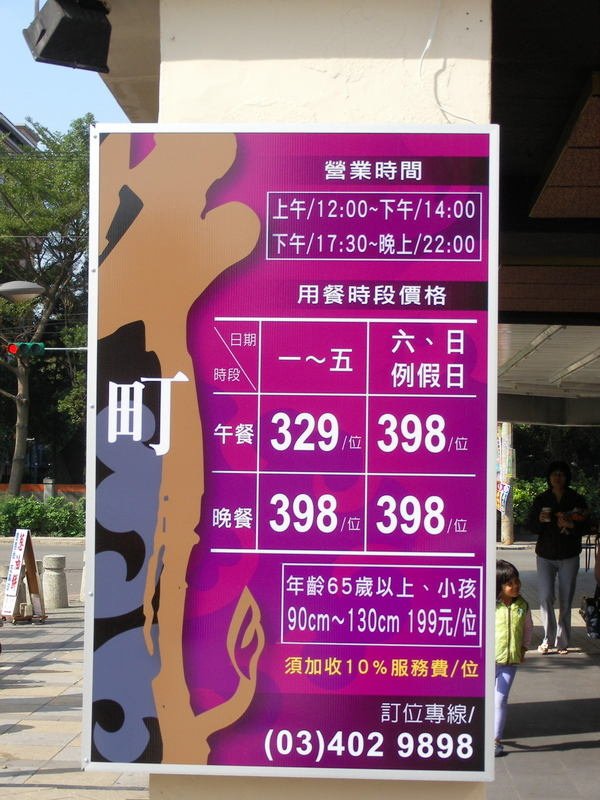 營業時間
上午/12:00~下午/14:00
下午/17:30~晚上/22:00
用餐時段價格
日期
時段
一～五
六、日
例假日
町
午餐 329/位 398/位
晚餐 398/位 398/位
年齡65歲以上、小孩
90cm～130cm 199元/位
須加收10%服務費/位
訂位專線/
(03)402 9898